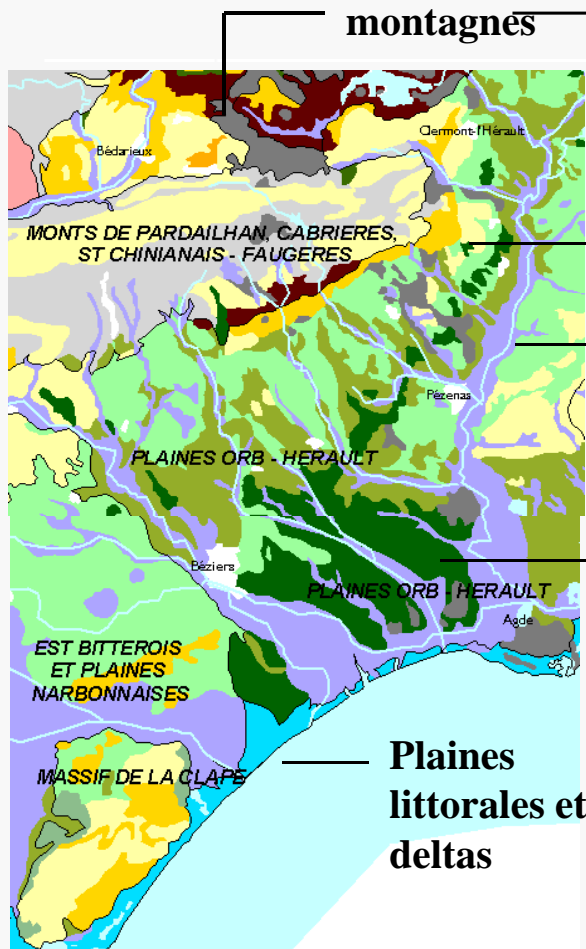 montagnes
Clermont-l'Hérault
Bédarieux
MONTS DE PARDAILHAN, CABRIERES,
ST CHINIANAIS - FAUGERES
Pézenas
PLAINES ORB - HERAULT
Béziers
PLAINES ORB - HERAULT
Agde
EST BITTEROIS
ET PLAINES
NARBONNAISES
MASSIF DE LA CLAPE
Plaines
littorales et
deltas